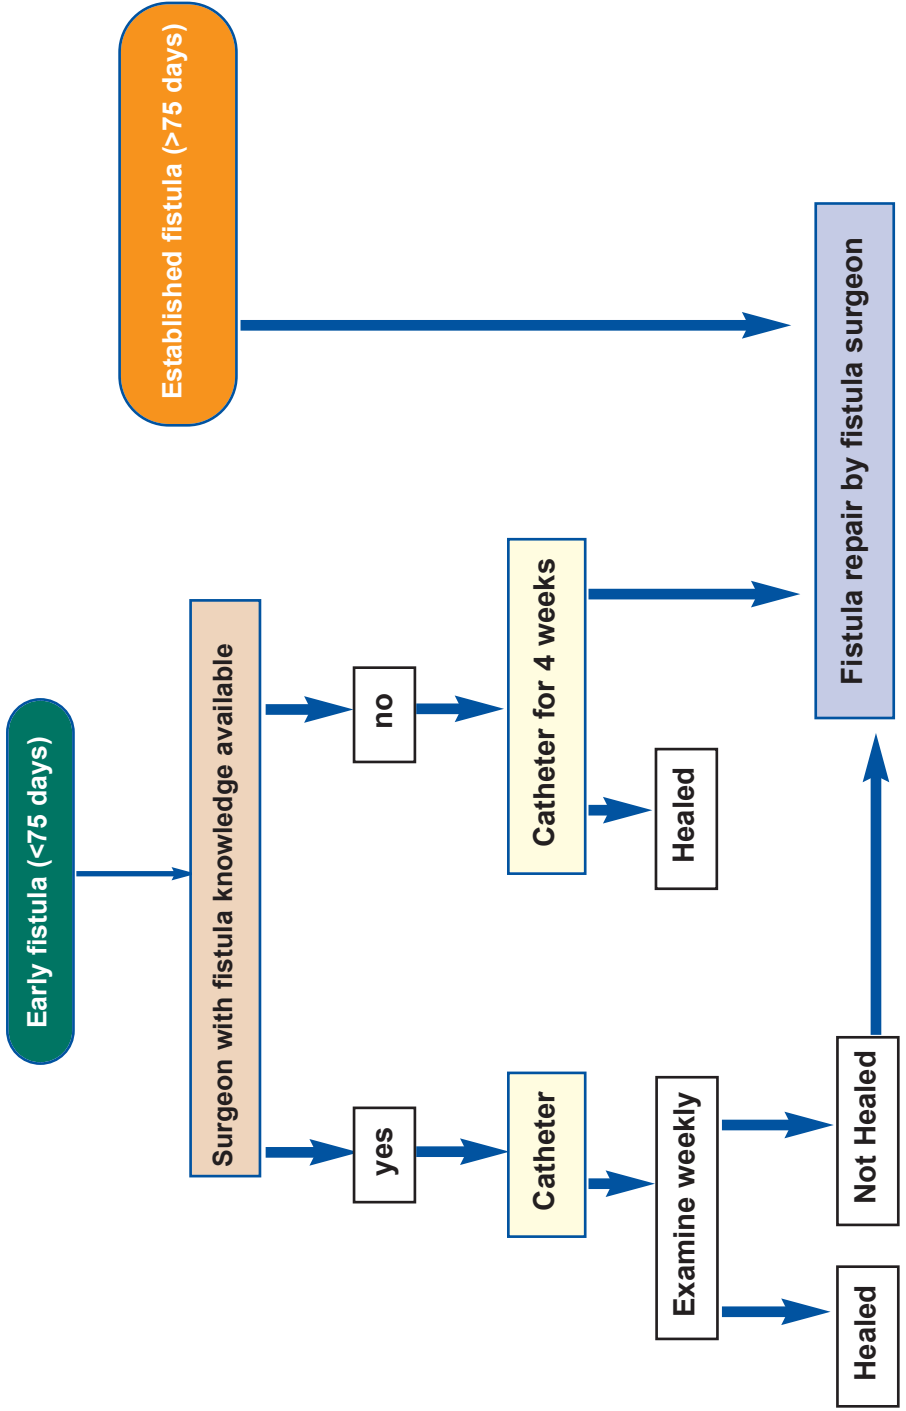 Early fistula (<75 days)
Established fistula (>75 days)
Surgeon with fistula knowledge available
yes
no
Catheter
Catheter for 4 weeks
Examine weekly
Healed
Healed
Not Healed
Fistula repair by fistula surgeon